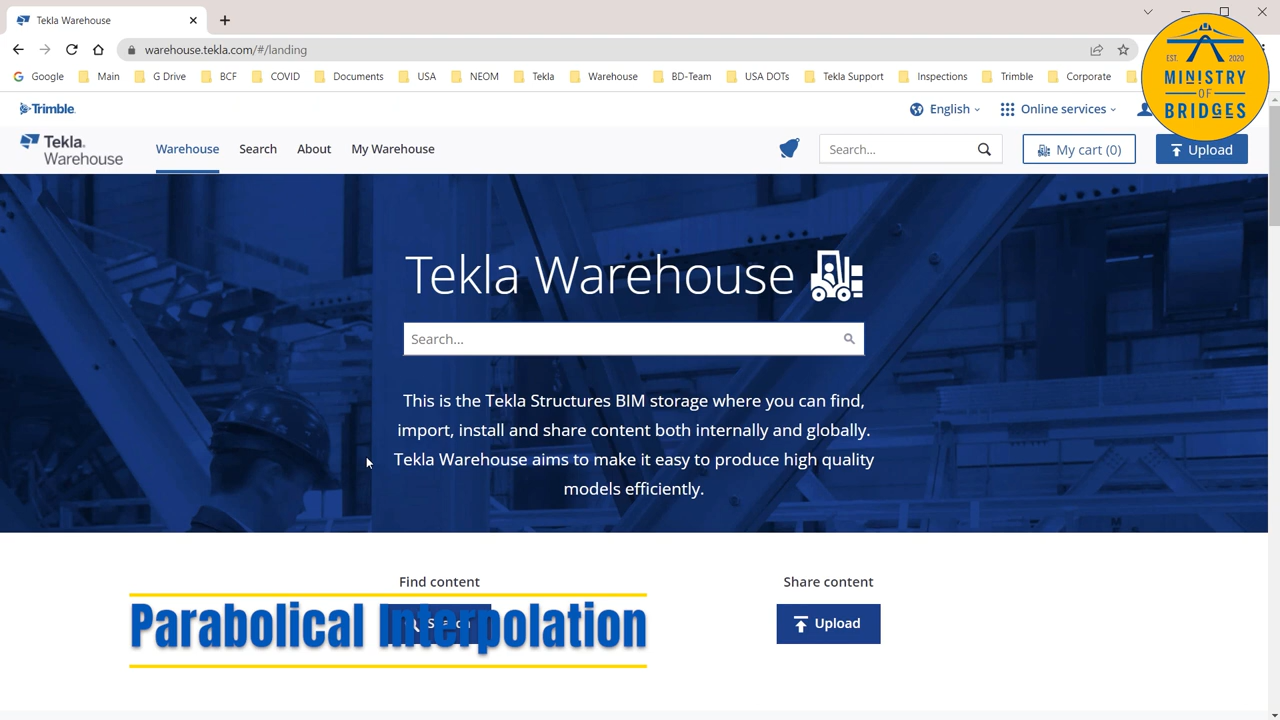 Tekla Warehouse
warehouse.tekla.com/#/landing
Google Main G Drive BCF COVID Documents USA NEOM Tekla Warehouse BD-Team USA DOTs Tekla Support Inspections Trimble Corporate
EST. 2020
MINISTRY
OF
BRIDGES
Trimble. English Online services
Tekla.
Warehouse
Warehouse Search About My Warehouse Search... My cart (0) Upload
Tekla Warehouse
Search...
This is the Tekla Structures BIM storage where you can find,
import, install and share content both internally and globally.
Tekla Warehouse aims to make it easy to produce high quality
models efficiently.
Find content Share content
Parabolical Interpolation
Search Upload